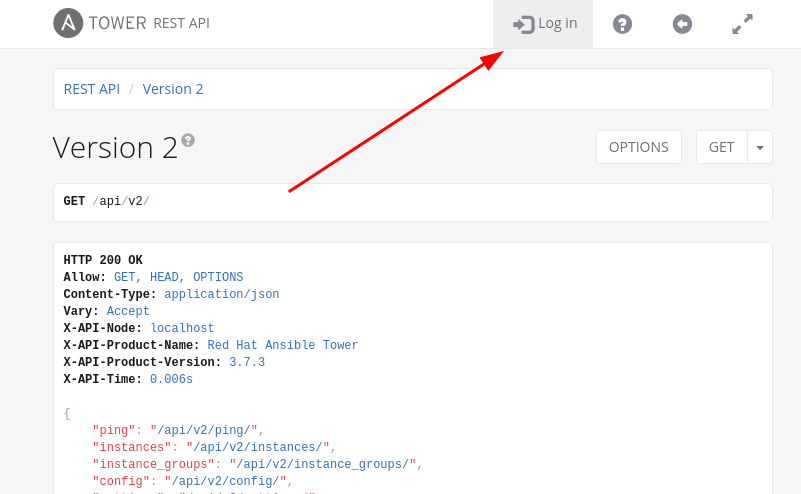 A TOWER REST API Log in ?
REST API / Version 2
Version 2 ?
OPTIONS GET
GET /api/v2/
HTTP 200 OK
Allow: GET, HEAD, OPTIONS
Content-Type: application/json
Vary: Accept
X-API-Node: localhost
X-API-Product-Name: Red Hat Ansible Tower
X-API-Product-Version: 3.7.3
X-API-Time: 0.006s
{
"ping": "/api/v2/ping/",
"instances": "/api/v2/instances/",
"instance_groups": "/api/v2/instance_groups/",
"config": "/api/v2/config/",